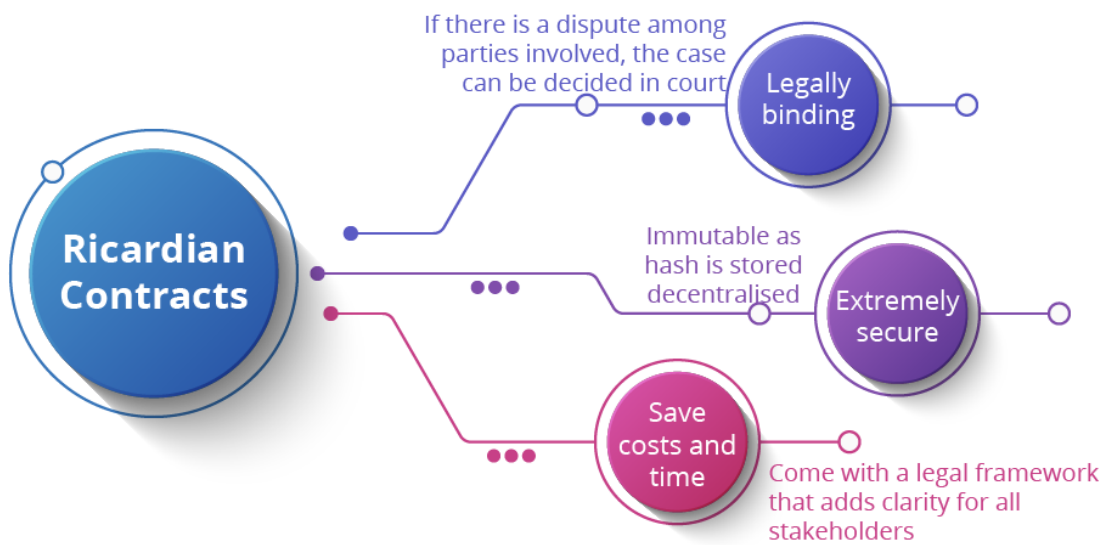 Ricardian
Contracts
If there is a dispute among
parties involved, the case
can be decided in court
Legally
binding
Immutable as
hash is stored
decentralised
Extremely
secure
Save
costs and
time
Come with a legal framework
that adds clarity for all
stakeholders